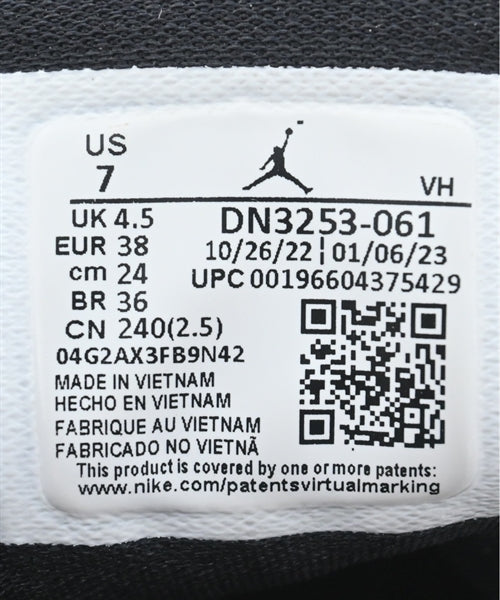 US
7
VH
UK 4.5
EUR 38
cm 24
BR 36
CN 240(2.5)
DN3253-061
10/26/22 | 01/06/23
UPC 00196604375429
04G2AX3FB9N42
MADE IN VIETNAM
HECHO EN VIETNAM
FABRIQUE AU VIETNAM
FABRICADO NO VIETNÃ
This product is covered by one or more patents:
www.nike.com/patentsvirtualmarking